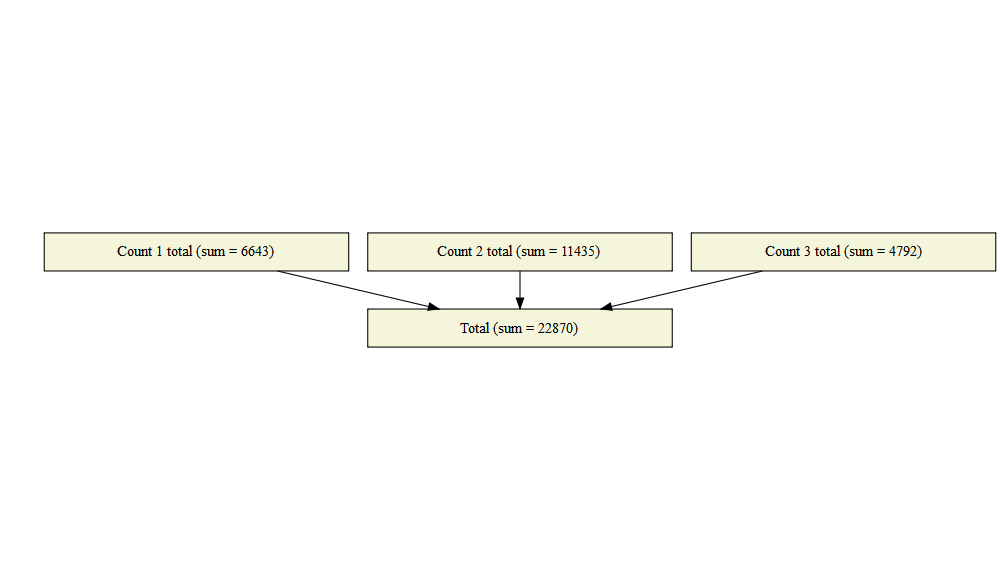 Count 1 total (sum = 6643)
Count 2 total (sum = 11435)
Count 3 total (sum = 4792)
Total (sum = 22870)